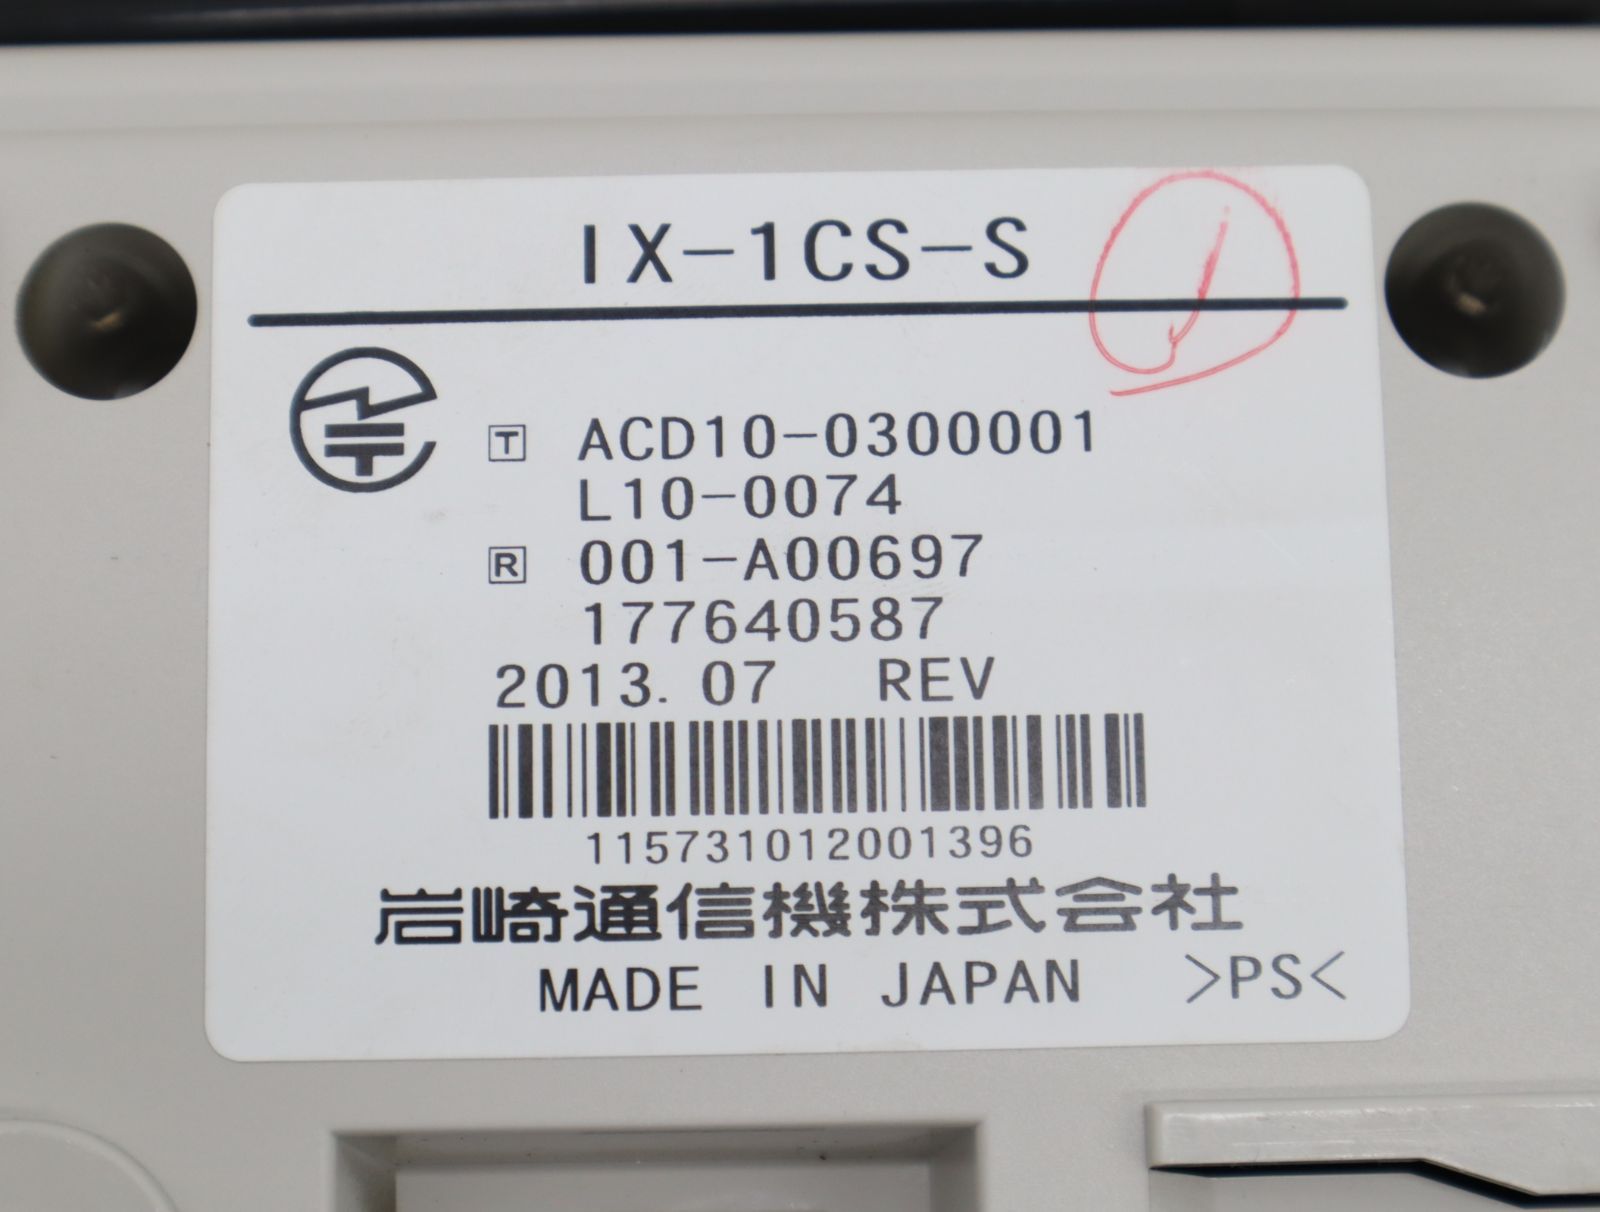 IX-1CS-S
T ACD10-0300001
L10-0074
R 001-A00697
177640587
2013.07 REV
115731012001396
岩崎通信機株式会社
MADE IN JAPAN >PS<